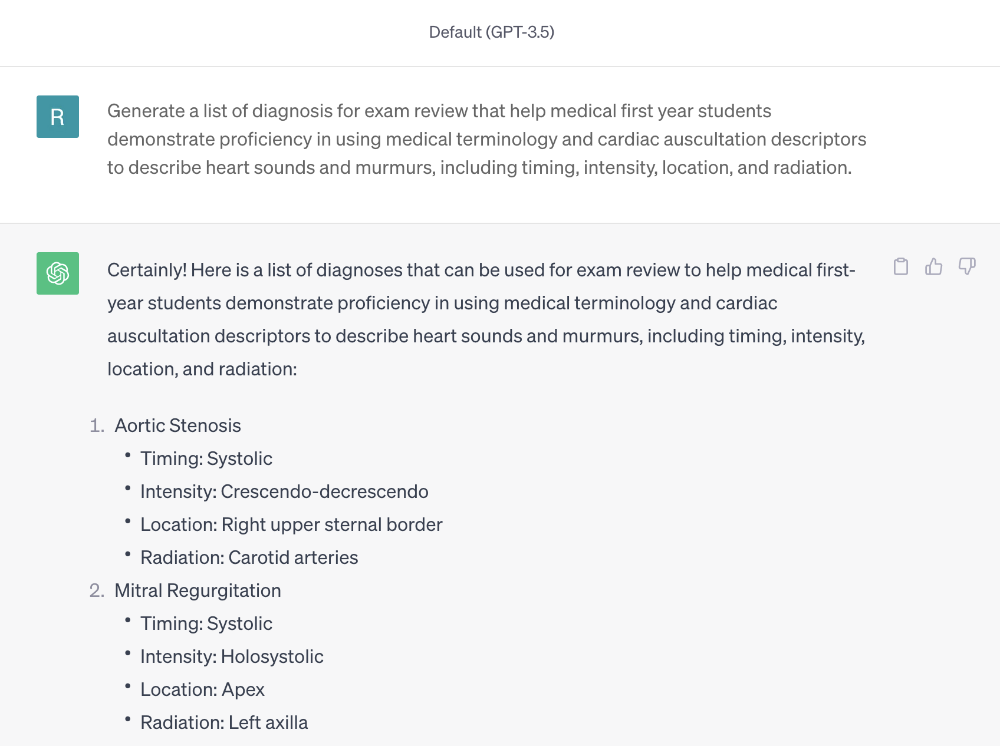 Default (GPT-3.5)
R
Generate a list of diagnosis for exam review that help medical first year students
demonstrate proficiency in using medical terminology and cardiac auscultation descriptors
to describe heart sounds and murmurs, including timing, intensity, location, and radiation.
Certainly! Here is a list of diagnoses that can be used for exam review to help medical first-
year students demonstrate proficiency in using medical terminology and cardiac
auscultation descriptors to describe heart sounds and murmurs, including timing, intensity,
location, and radiation:
1. Aortic Stenosis
• Timing: Systolic
• Intensity: Crescendo-decrescendo
• Location: Right upper sternal border
• Radiation: Carotid arteries
2. Mitral Regurgitation
• Timing: Systolic
• Intensity: Holosystolic
• Location: Apex
• Radiation: Left axilla